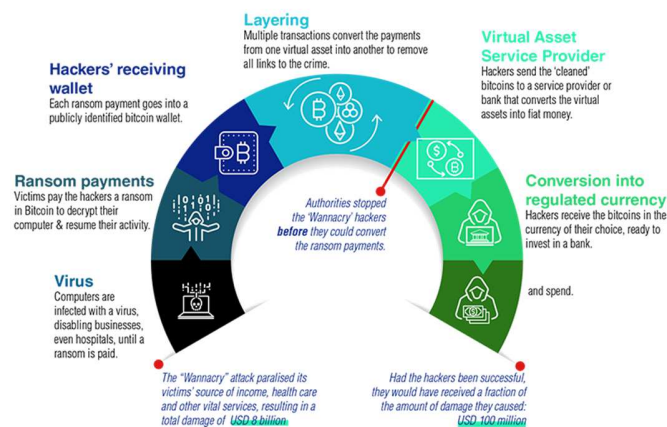 Layering
Multiple transactions convert the payments
from one virtual asset into another to remove
all links to the crime.
Virtual Asset
Service Provider
Hackers send the ‘cleaned’
bitcoins to a service provider or
bank that converts the virtual
assets into fiat money.
Hackers’ receiving
wallet
Each ransom payment goes into a
publicly identified bitcoin wallet.
Ransom payments
Victims pay the hackers a ransom
in Bitcoin to decrypt their
computer & resume their activity.
Authorities stopped
the ‘Wannacry’ hackers
before they could convert
the ransom payments.
Conversion into
regulated currency
Hackers receive the bitcoins in the
currency of their choice, ready to
invest in a bank.
Virus
Computers are
infected with a virus,
disabling businesses,
even hospitals, until a
ransom is paid.
and spend.
The “Wannacry” attack paralised its
victims’ source of income, health care
and other vital services, resulting in a
total damage of USD 8 billion
Had the hackers been successful,
they would have received a fraction
of the amount of damage they caused:
USD 100 million